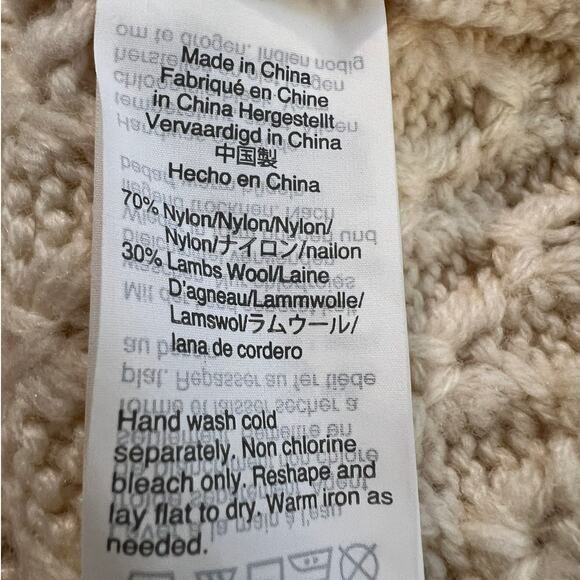 Made in China
Fabriqué en Chine
in China Hergestellt
Vervaardigd in China
中国製
Hecho en China
70% Nylon/Nylon/Nylon/
Nylon/ナイロン/nailon
30% Lambs Wool/Laine
D'agneau/Lammwolle/
Lamswol/ラムウール/
lana de cordero
Hand wash cold
separately. Non chlorine
bleach only. Reshape and
lay flat to dry. Warm iron as
needed.